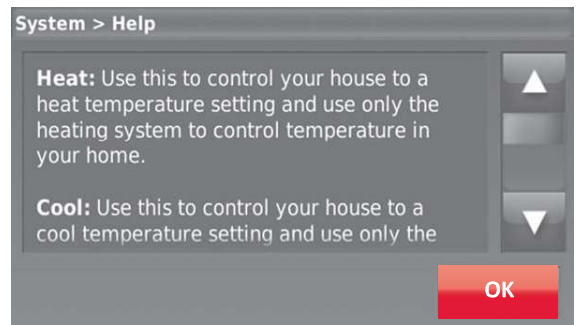 System > Help
Heat: Use this to control your house to a
heat temperature setting and use only the
heating system to control temperature in
your home.
Cool: Use this to control your house to a
cool temperature setting and use only the
OK